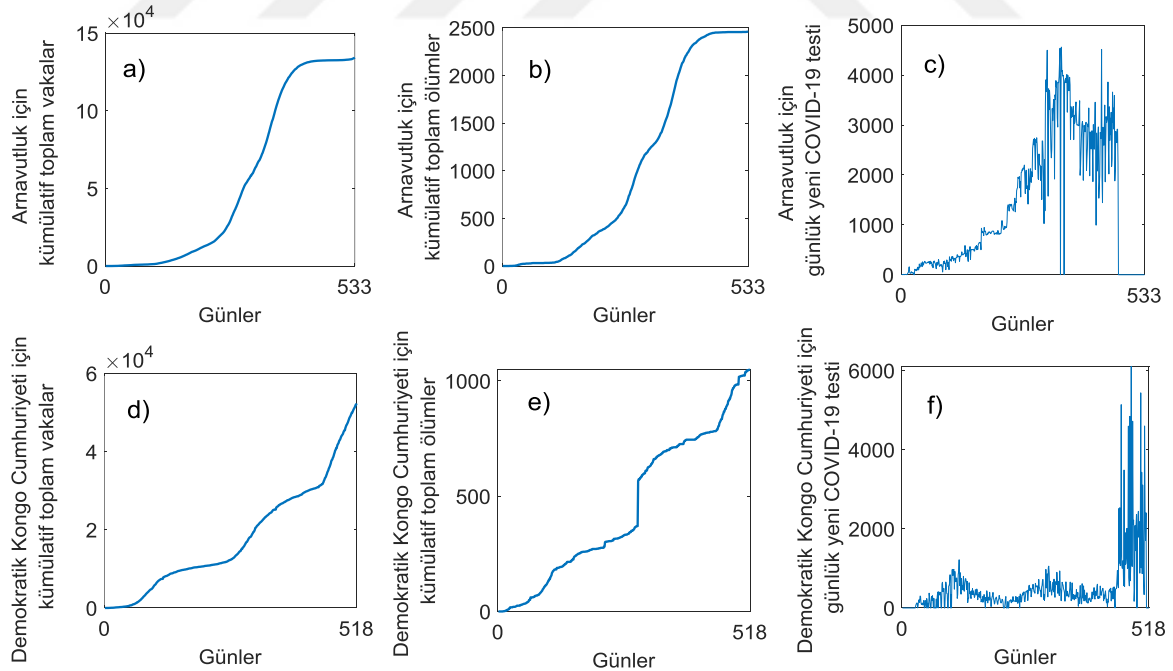 ×10⁴
15
10
5
0
0
533
Günler
Arnavutluk için
kümülatif toplam vakalar
a)
2500
2000
1500
1000
500
0
0
533
Günler
Arnavutluk için
kümülatif toplam ölümler
b)
5000
4000
3000
2000
1000
0
0
533
Günler
Arnavutluk için
günlük yeni COVID-19 testi
c)
×10⁴
6
4
2
0
0
518
Günler
Demokratik Kongo Cumhuriyeti için
kümülatif toplam vakalar
d)
1000
500
0
0
518
Günler
Demokratik Kongo Cumhuriyeti için
kümülatif toplam ölümler
e)
6000
4000
2000
0
0
518
Günler
Demokratik Kongo Cumhuriyeti için
günlük yeni COVID-19 testi
f)